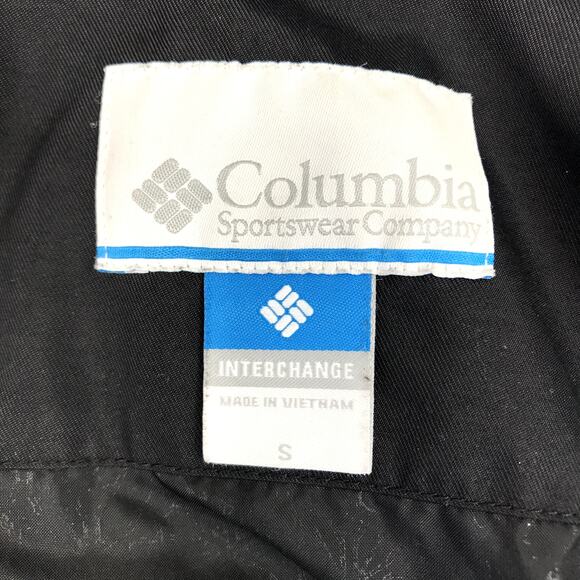 Columbia
Sportswear Company
INTERCHANGE
MADE IN VIETNAM
S